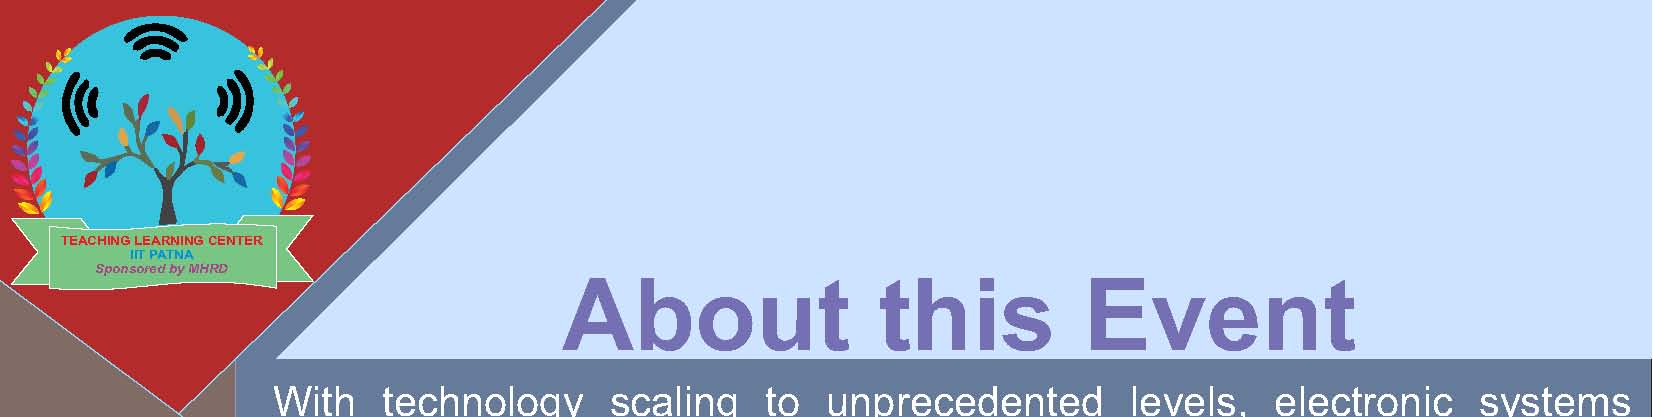 TEACHING LEARNING CENTER
IIT PATNA
Sponsored by MHRD
About this Event
With technology scaling to unprecedented levels, electronic systems